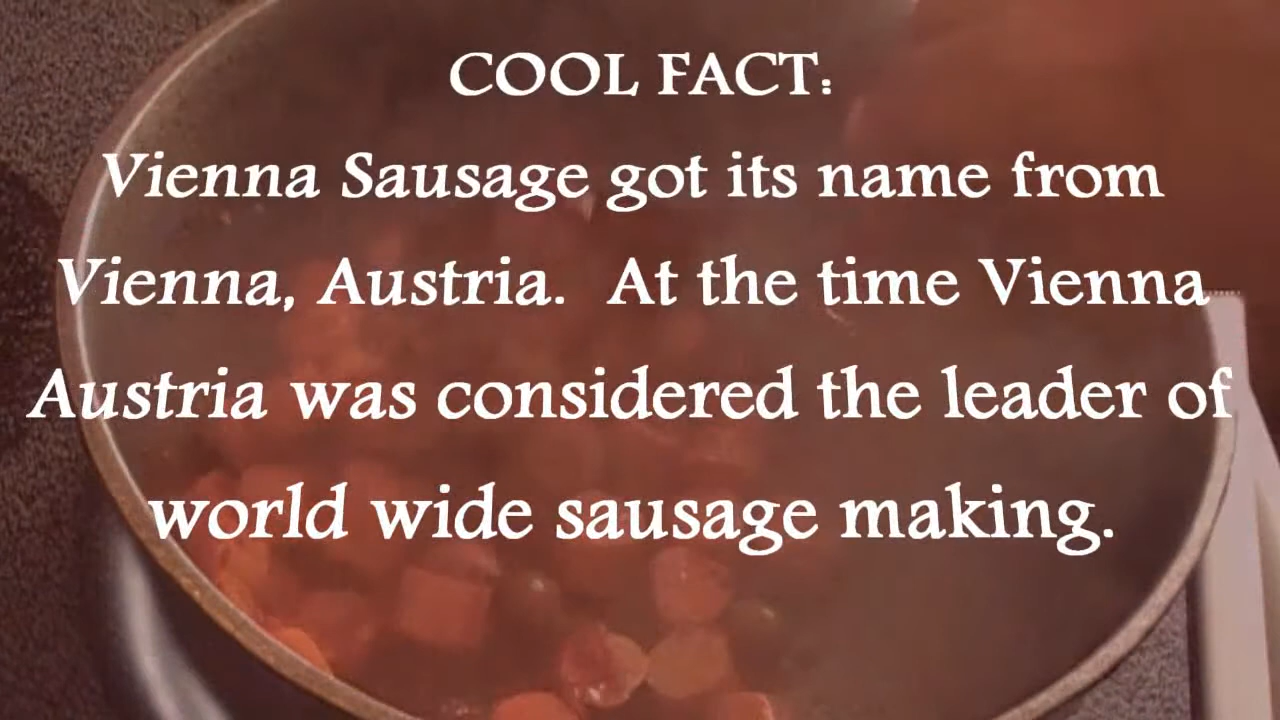 COOL FACT:
Vienna Sausage got its name from
Vienna, Austria. At the time Vienna
Austria was considered the leader of
world wide sausage making.